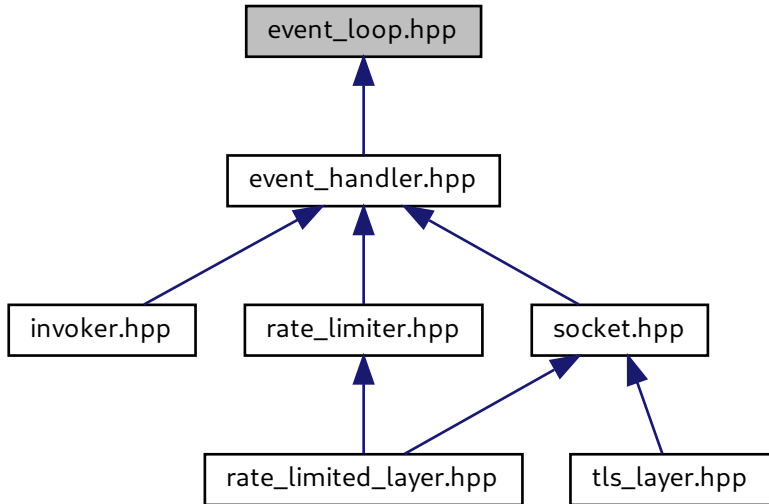 event_loop.hpp
event_handler.hpp
invoker.hpp
rate_limiter.hpp
socket.hpp
rate_limited_layer.hpp
tls_layer.hpp